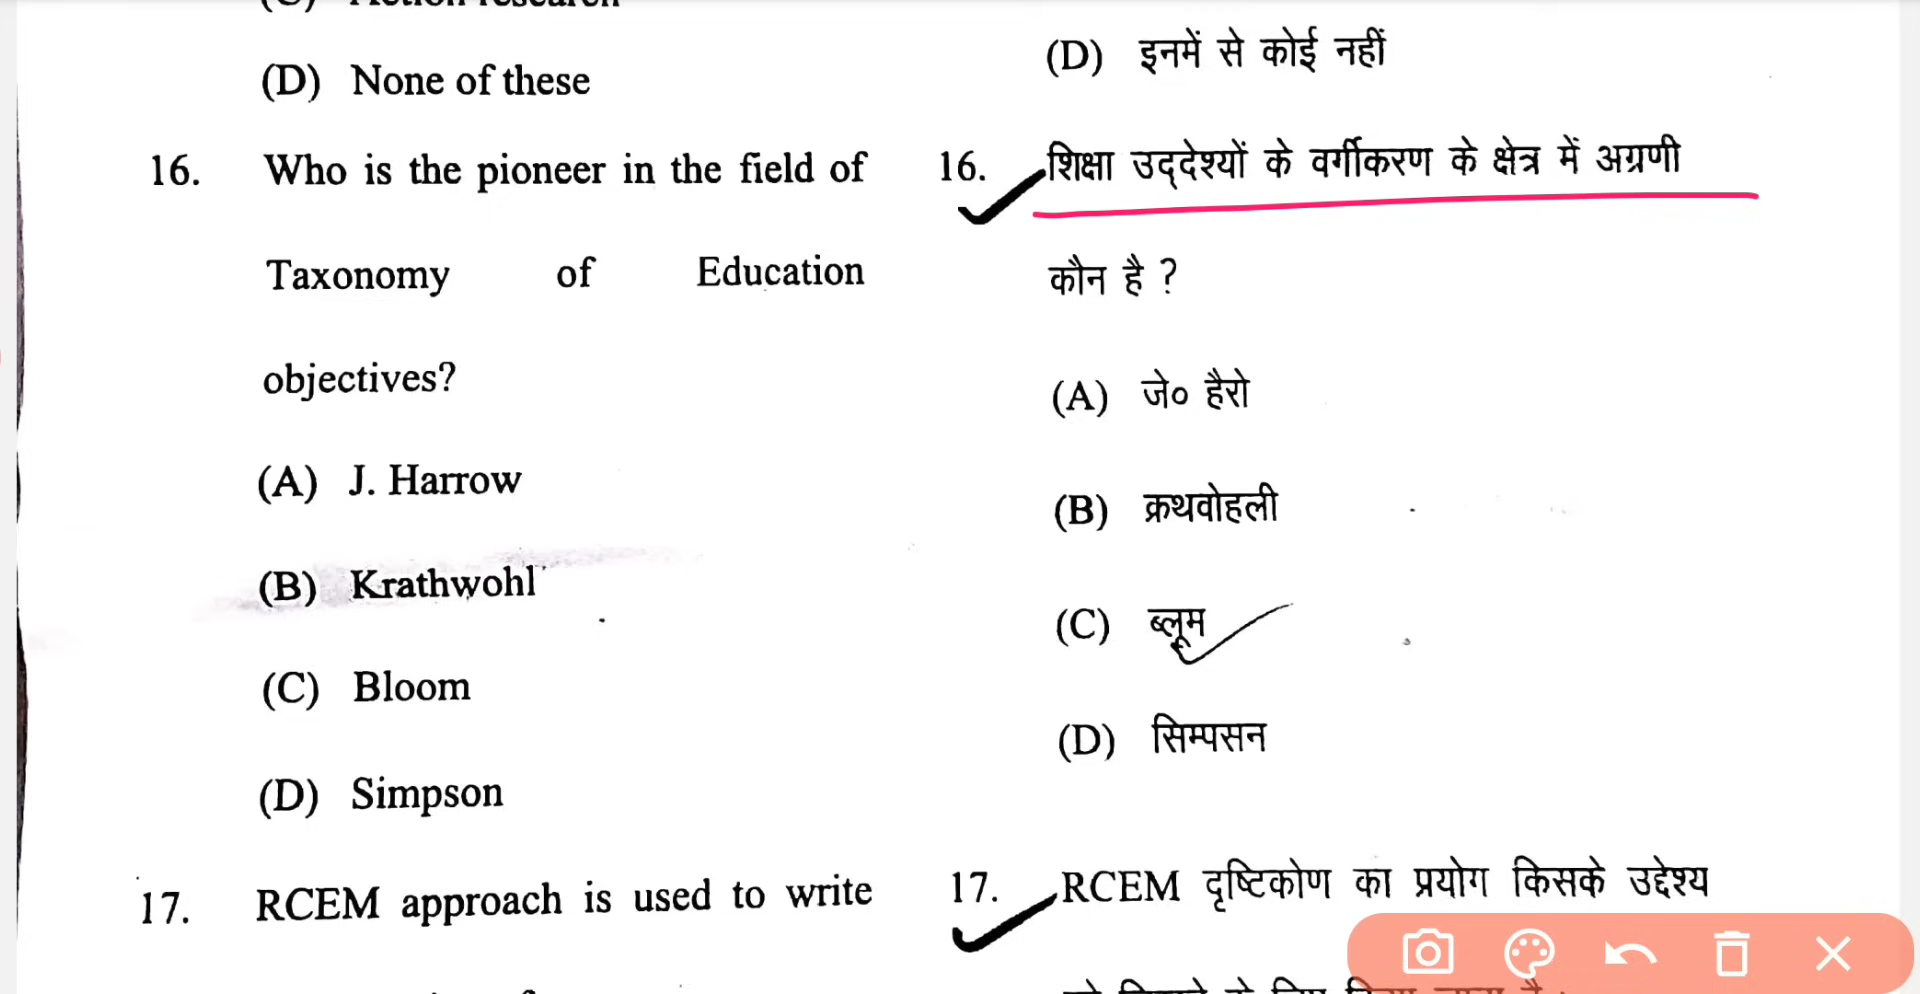 (D) None of these
16. Who is the pioneer in the field of
Taxonomy of Education
objectives?
(A) J. Harrow
(B) Krathwohl
(C) Bloom
(D) Simpson
17. RCEM approach is used to write
(D) इनमें से कोई नहीं
16. शिक्षा उद्देश्यों के वर्गीकरण के क्षेत्र में अग्रणी
कौन है ?
(A) जे० हैरो
(B) क्रथवोहली
(C) ब्लूम
(D) सिम्पसन
17. RCEM दृष्टिकोण का प्रयोग किसके उद्देश्य